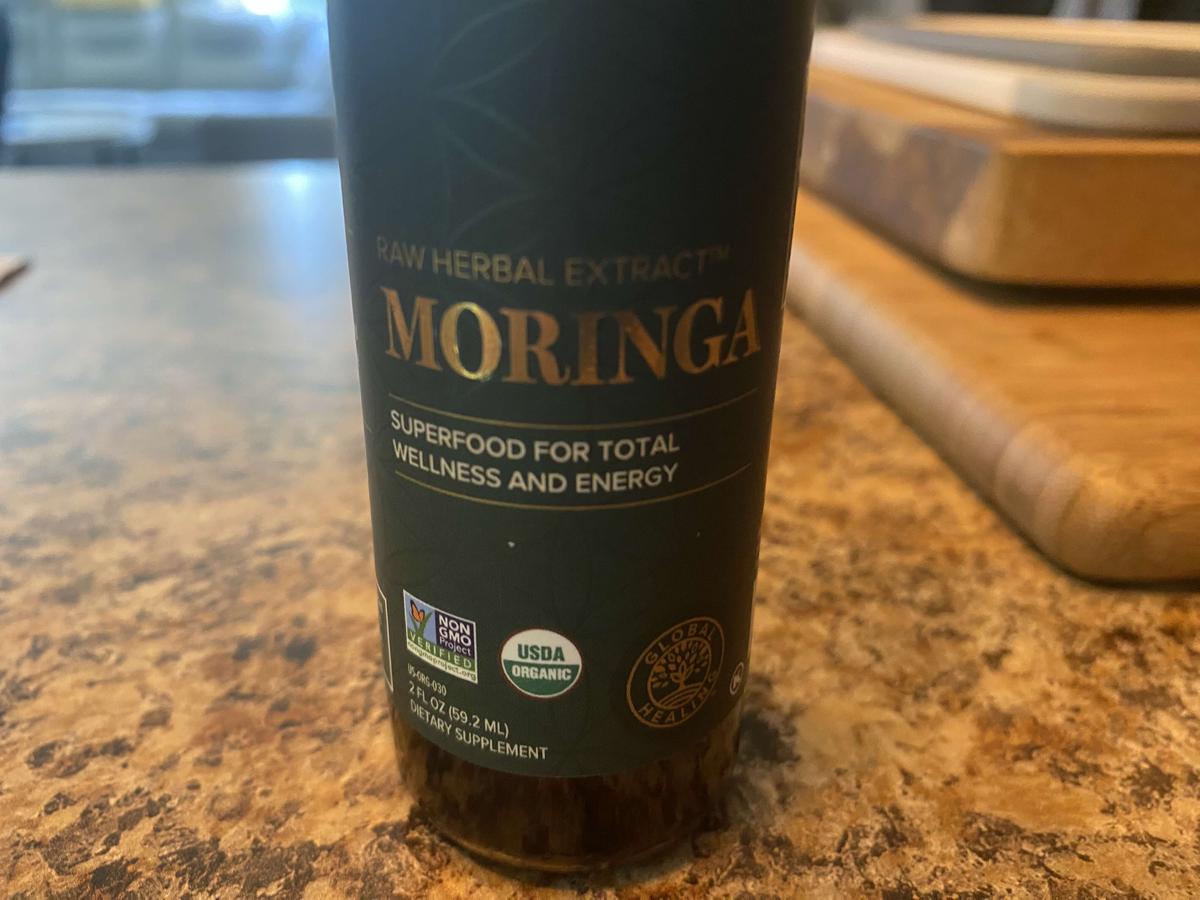 RAW HERBAL EXTRACT™
MORINGA
SUPERFOOD FOR TOTAL
WELLNESS AND ENERGY
NON
GMO
Project
VERIFIED
nongmoproject.org
USDA
ORGANIC
GLOBAL
HEALING
US-ORG-030
2 FL OZ (59.2 ML)
DIETARY SUPPLEMENT